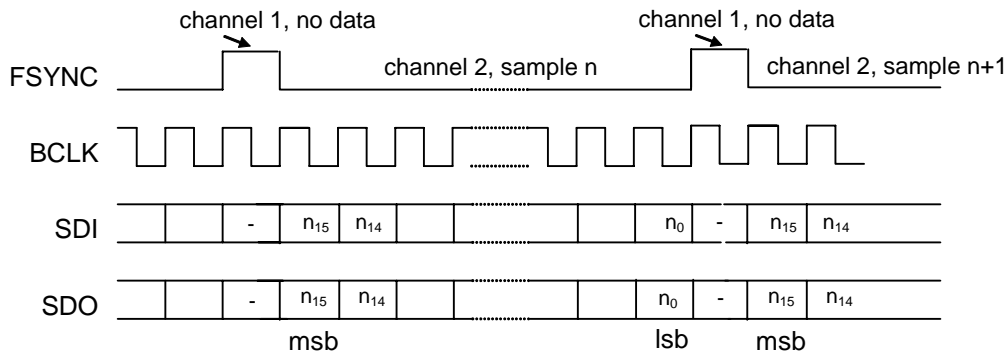 channel 1, no data channel 1, no data
FSYNC channel 2, sample n channel 2, sample n+1
BCLK
SDI - n₁₅ n₁₄ n₀ - n₁₅ n₁₄
SDO - n₁₅ n₁₄ n₀ - n₁₅ n₁₄
msb lsb msb